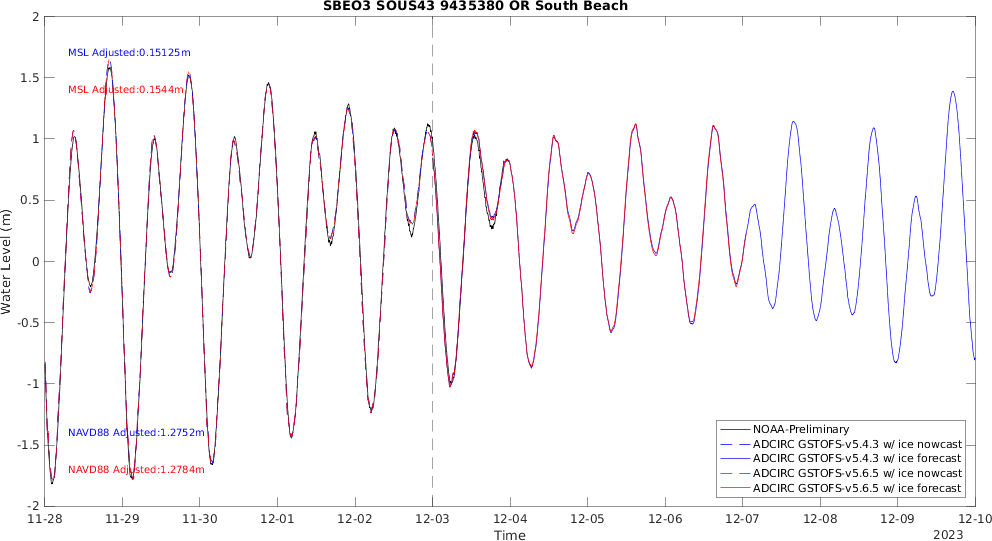 SBEO3 SOUS43 9435380 OR South Beach
2
1.5
1
0.5
0
-0.5
-1
-1.5
-2
Water Level (m)
MSL Adjusted:0.15125m
MSL Adjusted:0.1544m
NAVD88 Adjusted:1.2752m
NAVD88 Adjusted:1.2784m
NOAA-Preliminary
ADCIRC GSTOFS-v5.4.3 w/ ice nowcast
ADCIRC GSTOFS-v5.4.3 w/ ice forecast
ADCIRC GSTOFS-v5.6.5 w/ ice nowcast
ADCIRC GSTOFS-v5.6.5 w/ ice forecast
11-28 11-29 11-30 12-01 12-02 12-03 12-04 12-05 12-06 12-07 12-08 12-09 12-10
Time
2023